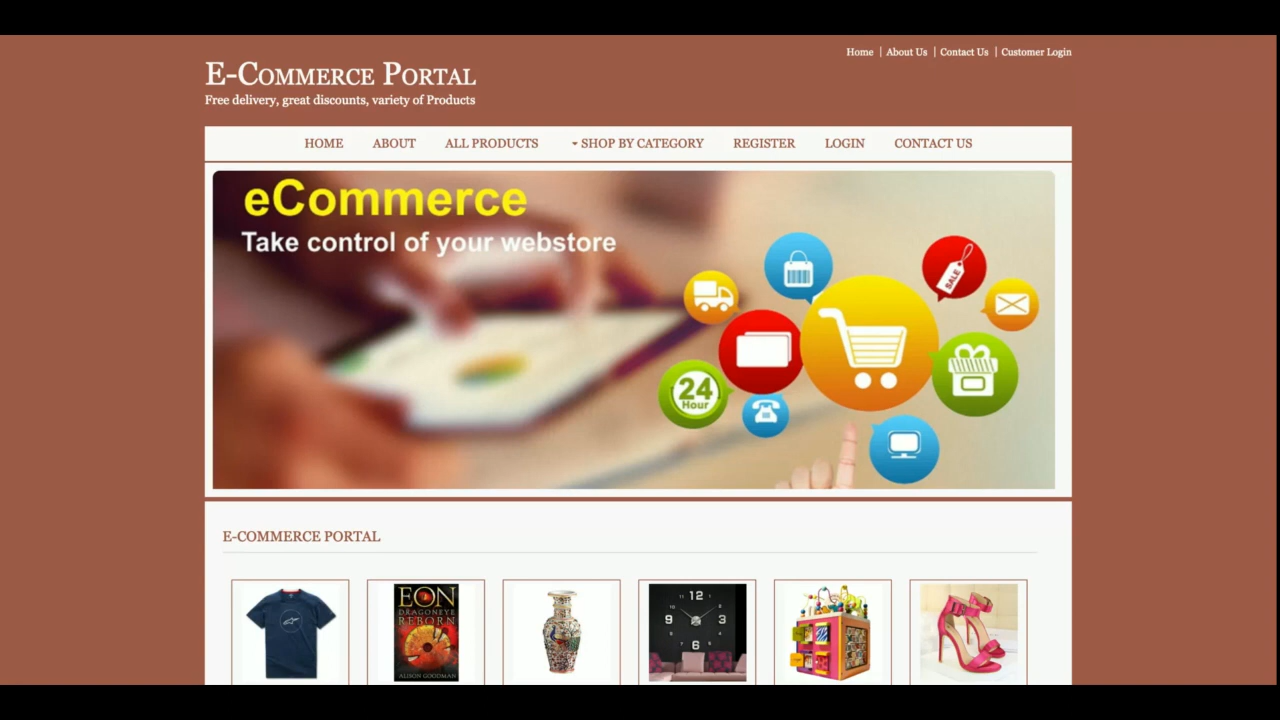 Home | About Us | Contact Us | Customer Login
E-Commerce Portal
Free delivery, great discounts, variety of Products
HOME ABOUT ALL PRODUCTS SHOP BY CATEGORY REGISTER LOGIN CONTACT US
eCommerce
Take control of your webstore
SALE
24
Hour
E-COMMERCE PORTAL
EON
DRAGONEYE
REBORN
ALISON GOODMAN
12
9 3
6